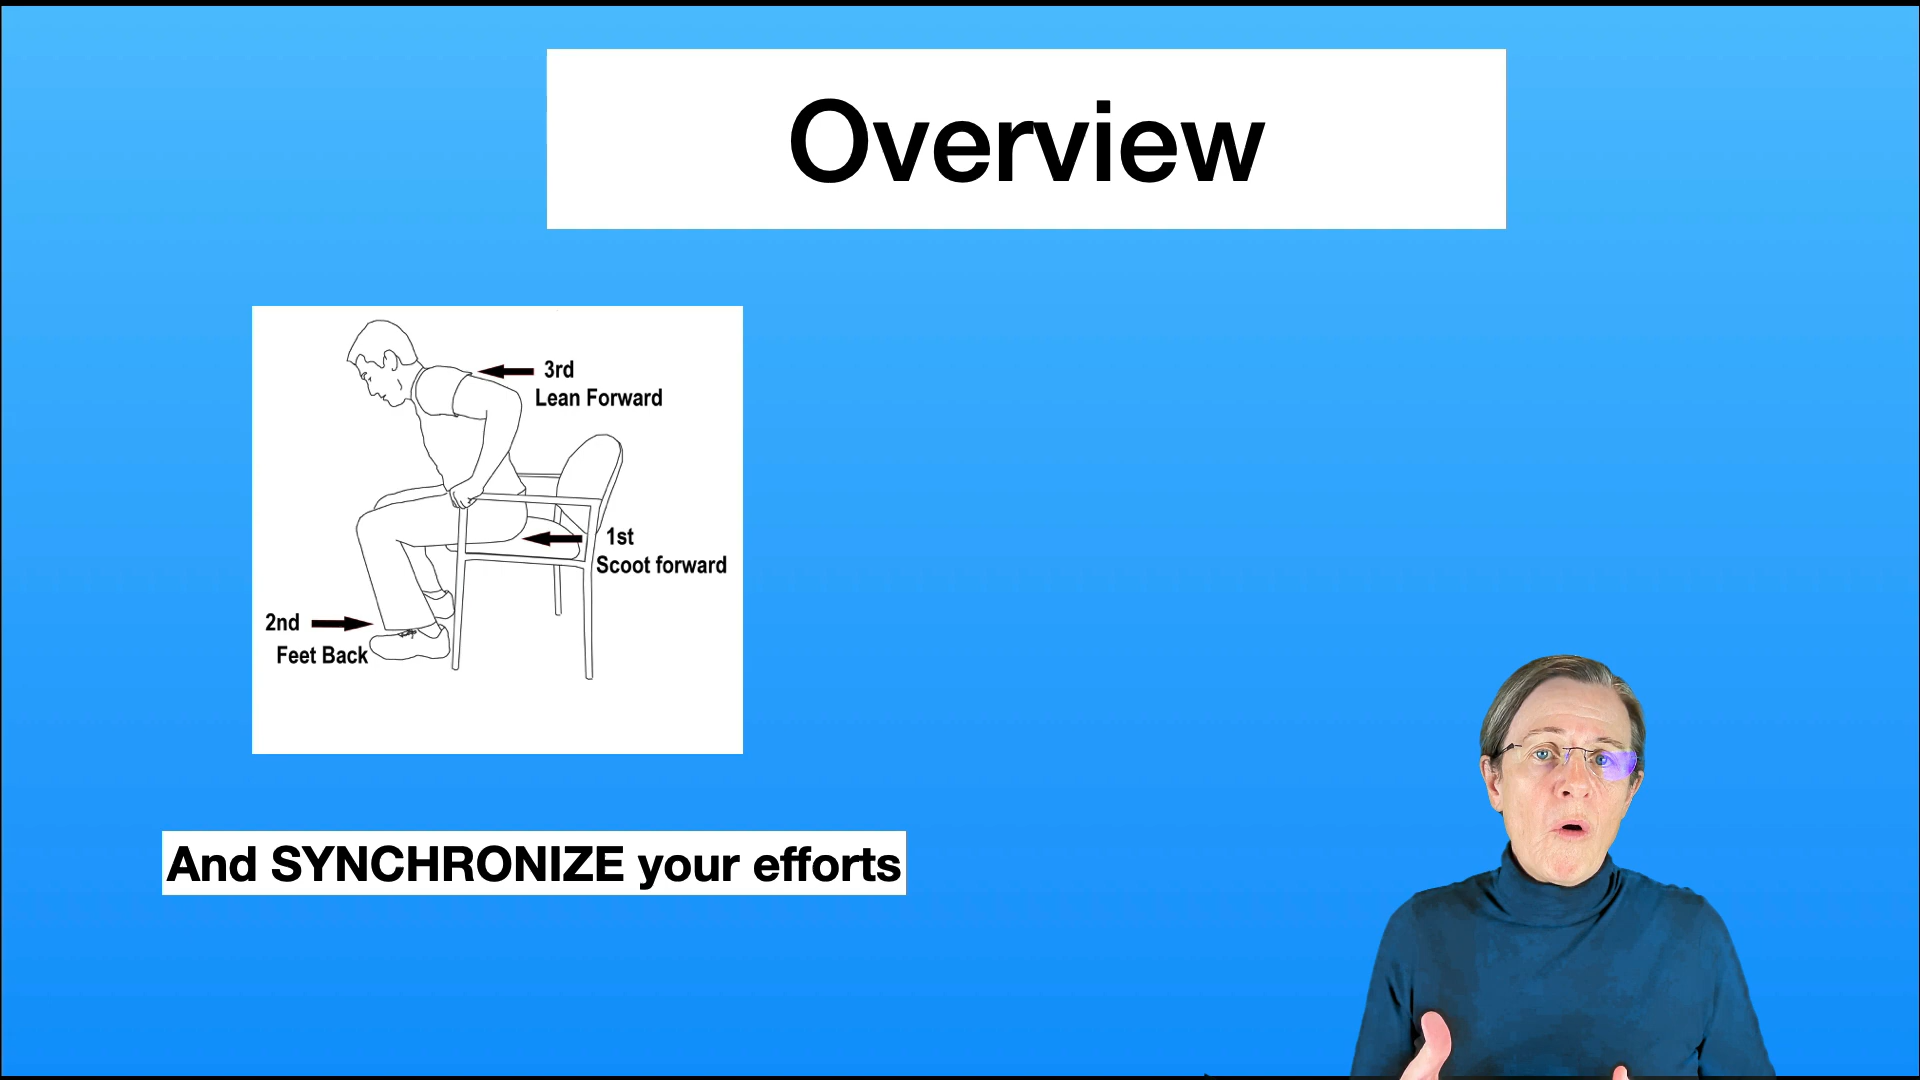 Overview
3rd
Lean Forward
1st
Scoot forward
2nd
Feet Back
And SYNCHRONIZE your efforts